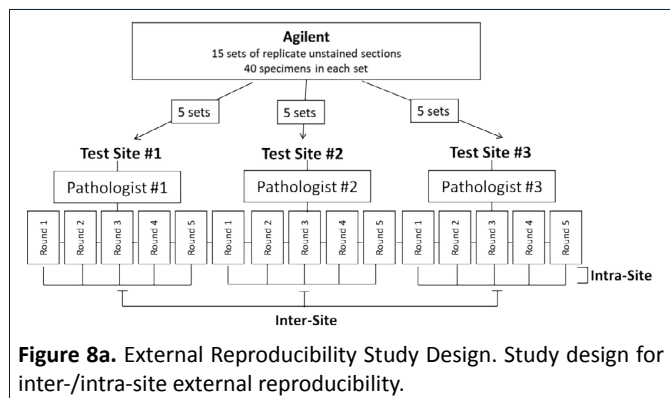 Agilent
15 sets of replicate unstained sections
40 specimens in each set
5 sets 5 sets 5 sets
Test Site #1 Test Site #2 Test Site #3
Pathologist #1 Pathologist #2 Pathologist #3
Round 1 Round 2 Round 3 Round 4 Round 5 Round 1 Round 2 Round 3 Round 4 Round 5 Round 1 Round 2 Round 3 Round 4 Round 5
Intra-Site
Inter-Site
Figure 8a. External Reproducibility Study Design. Study design for
inter-/intra-site external reproducibility.